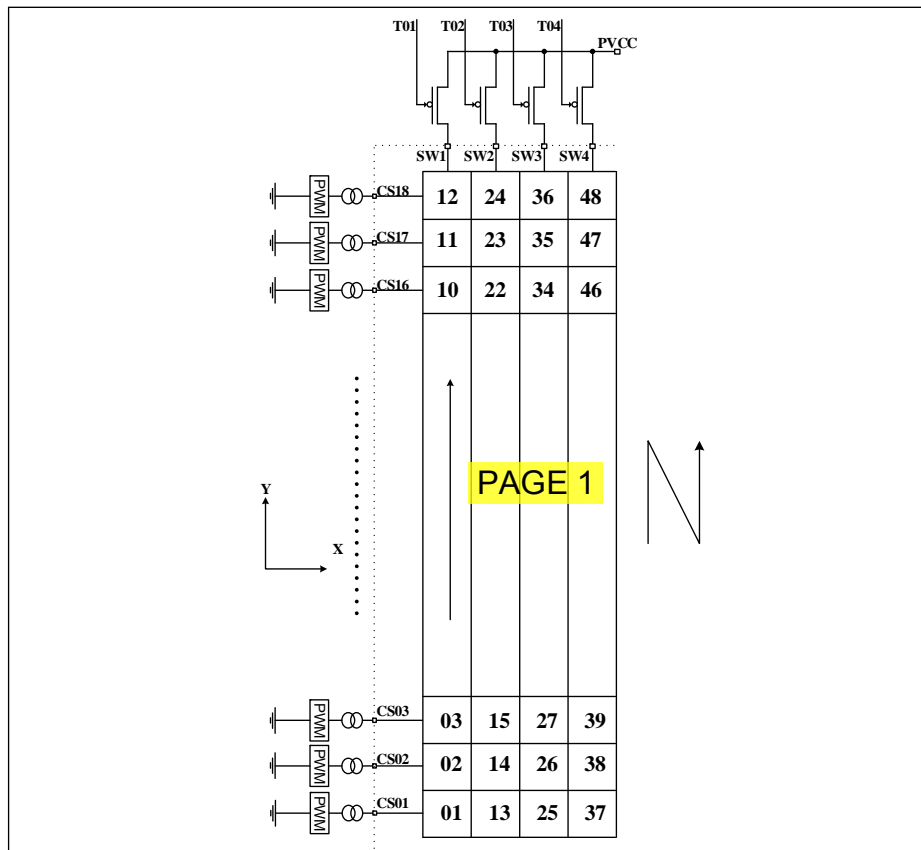 T01 T02 T03 T04
PVCC
SW1 SW2 SW3 SW4
PWM CS18 12 24 36 48
PWM CS17 11 23 35 47
PWM CS16 10 22 34 46
PAGE 1
Y
X
PWM CS03 03 15 27 39
PWM CS02 02 14 26 38
PWM CS01 01 13 25 37